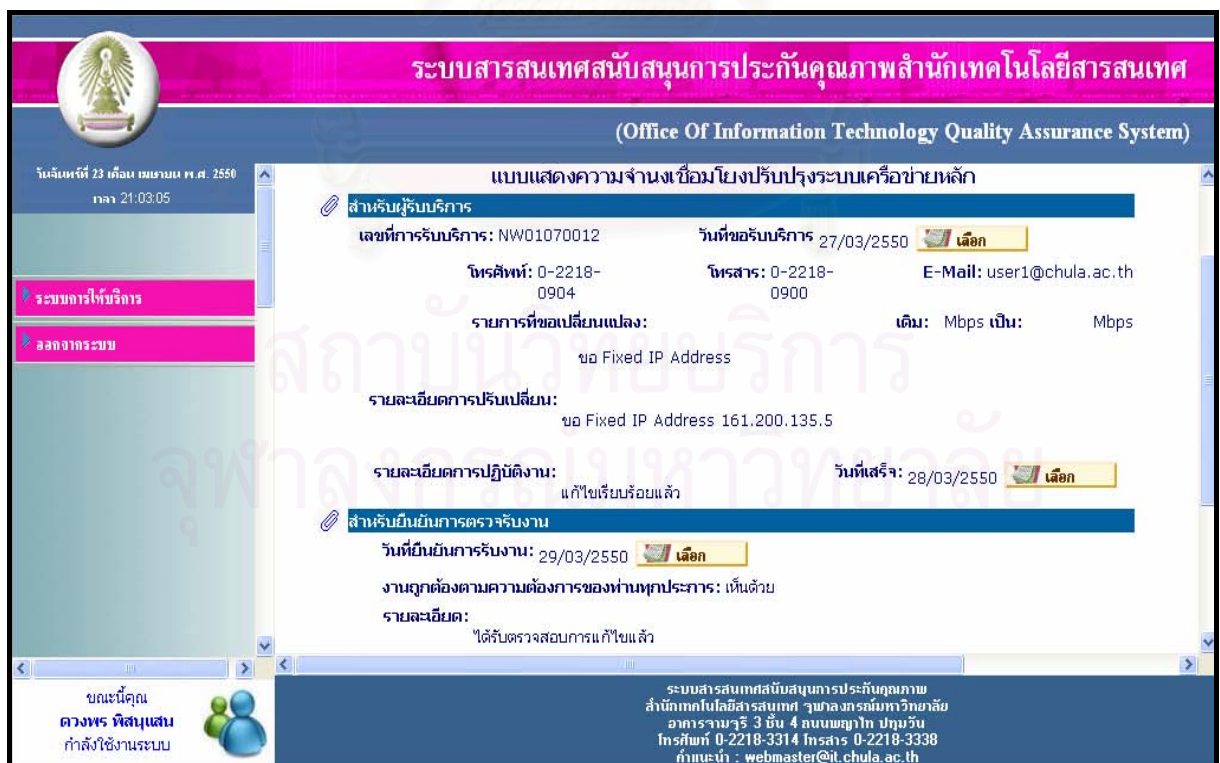 ระบบสารสนเทศสนับสนุนการประกันคุณภาพสำนักเทคโนโลยีสารสนเทศ
(Office Of Information Technology Quality Assurance System)
วันจันทร์ที่ 23 เดือน เมษายน พ.ศ. 2550
เวลา 21:03:05
ระบบการให้บริการ
ออกจากระบบ
แบบแสดงความจำนงเชื่อมโยงปรับปรุงระบบเครือข่ายหลัก
สำหรับผู้รับบริการ
เลขที่การรับบริการ: NW01070012 วันที่ขอรับบริการ 27/03/2550 เลือก
โทรศัพท์: 0-2218-0904 โทรสาร: 0-2218-0900 E-Mail: user1@chula.ac.th
รายการที่ขอเปลี่ยนแปลง: เดิม: Mbps เป็น: Mbps
ขอ Fixed IP Address
รายละเอียดการปรับเปลี่ยน:
ขอ Fixed IP Address 161.200.135.5
รายละเอียดการปฏิบัติงาน: วันที่เสร็จ: 28/03/2550 เลือก
แก้ไขเรียบร้อยแล้ว
สำหรับยืนยันการตรวจรับงาน
วันที่ยืนยันการรับงาน: 29/03/2550 เลือก
งานถูกต้องตามความต้องการของท่านทุกประการ: เห็นด้วย
รายละเอียด:
ได้รับตรวจสอบการแก้ไขแล้ว
ขณะนี้คุณ
ดวงพร พิสนุแสน
กำลังใช้งานระบบ
ระบบสารสนเทศสนับสนุนการประกันคุณภาพ
สำนักเทคโนโลยีสารสนเทศ จุฬาลงกรณ์มหาวิทยาลัย
อาคารจามจุรี 3 ชั้น 4 ถนนพญาไท ปทุมวัน
โทรศัพท์ 0-2218-3314 โทรสาร 0-2218-3338
คำแนะนำ : webmaster@it.chula.ac.th
สถาบันวิทยบริการ
จุฬาลงกรณ์มหาวิทยาลัย